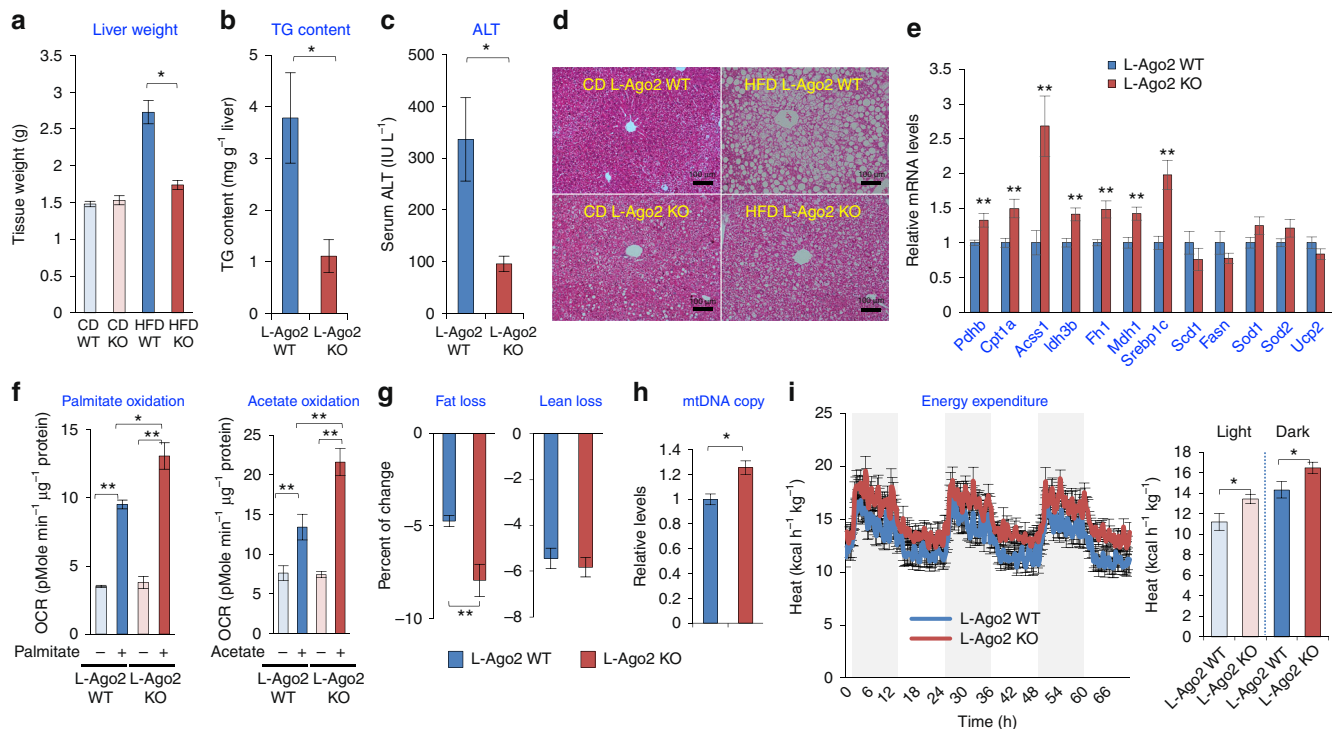 a
Liver weight
Tissue weight (g)
3.5
3
2.5
2
1.5
1
0.5
0
*
CD WT
CD KO
HFD WT
HFD KO
b
TG content
TG content (mg g⁻¹ liver)
5
4
3
2
1
0
*
L-Ago2 WT
L-Ago2 KO
c
ALT
Serum ALT (IU L⁻¹)
500
400
300
200
100
0
*
L-Ago2 WT
L-Ago2 KO
d
CD L-Ago2 WT
100 μm
HFD L-Ago2 WT
100 μm
CD L-Ago2 KO
100 μm
HFD L-Ago2 KO
100 μm
e
L-Ago2 WT
L-Ago2 KO
Relative mRNA levels
3.5
3
2.5
2
1.5
1
0.5
0
**
**
**
**
**
**
**
Pdhb
Cpt1a
Acss1
Idh3b
Fh1
Mdh1
Srebp1c
Scd1
Fasn
Sod1
Sod2
Ucp2
f
Palmitate oxidation
OCR (pMole min⁻¹ μg⁻¹ protein)
15
10
5
0
*
**
**
Palmitate – + – +
L-Ago2 WT
L-Ago2 KO
Acetate oxidation
OCR (pMole min⁻¹ μg⁻¹ protein)
25
20
15
10
5
0
**
**
**
Acetate – + – +
L-Ago2 WT
L-Ago2 KO
g
Fat loss
Percent of change
0
−5
−10
**
Lean loss
0
−2
−4
−6
−8
L-Ago2 WT
L-Ago2 KO
h
mtDNA copy
Relative levels
1.4
1.2
1
0.8
0.6
0.4
0.2
0
*
i
Energy expenditure
Heat (kcal h⁻¹ kg⁻¹)
25
20
15
10
5
0
L-Ago2 WT
L-Ago2 KO
0 6 12 18 24 30 36 42 48 54 60 66
Time (h)
Light
Dark
Heat (kcal h⁻¹ kg⁻¹)
18
16
14
12
10
8
6
4
2
0
*
*
L-Ago2 WT
L-Ago2 KO
L-Ago2 WT
L-Ago2 KO